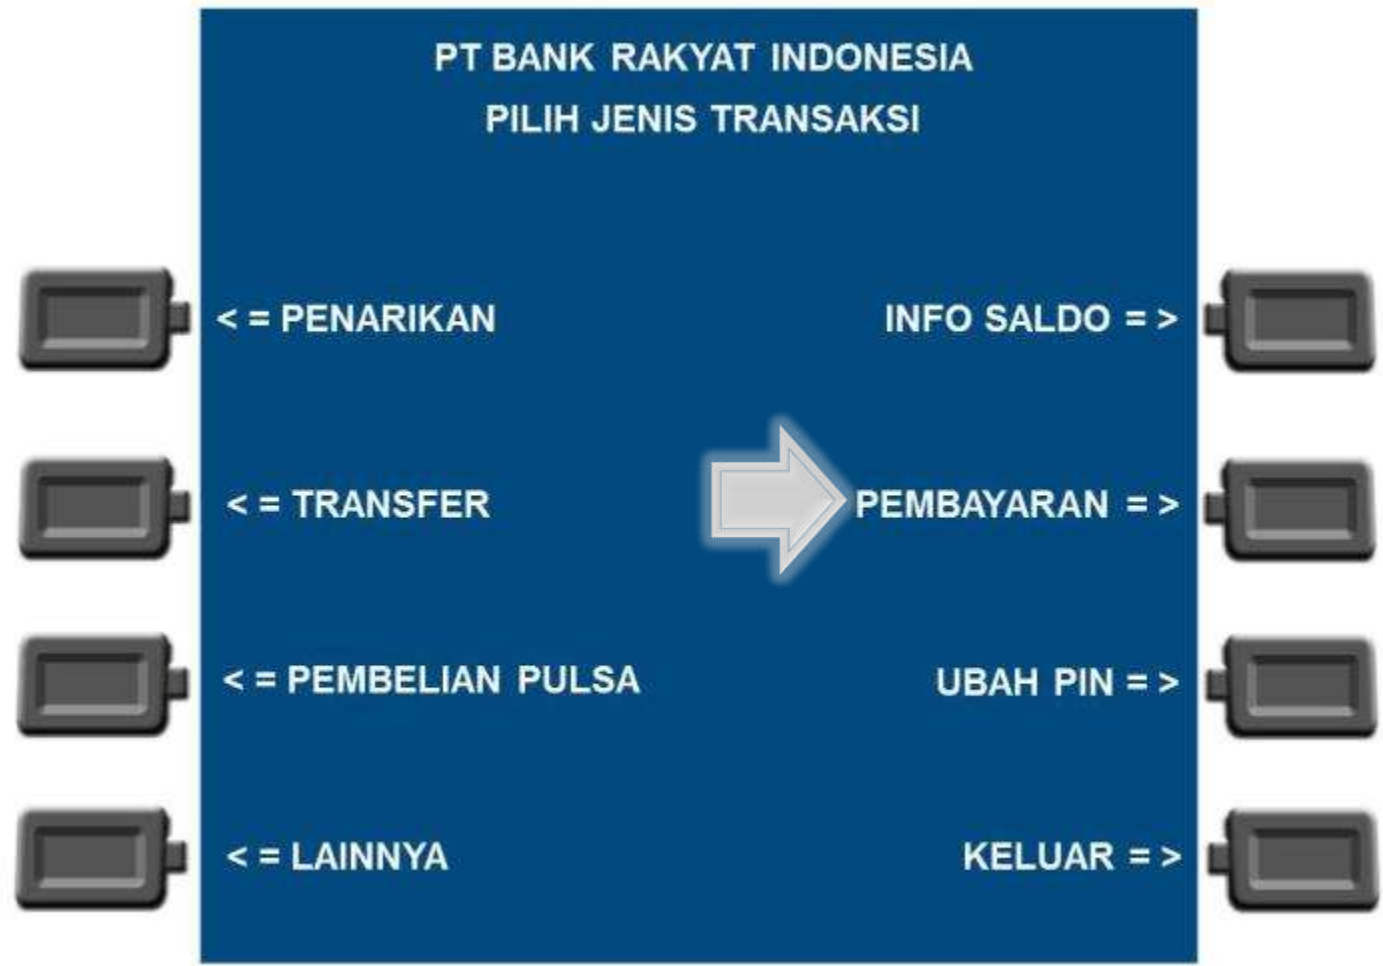 PT BANK RAKYAT INDONESIA
PILIH JENIS TRANSAKSI
< = PENARIKAN
INFO SALDO = >
< = TRANSFER
PEMBAYARAN = >
< = PEMBELIAN PULSA
UBAH PIN = >
< = LAINNYA
KELUAR = >